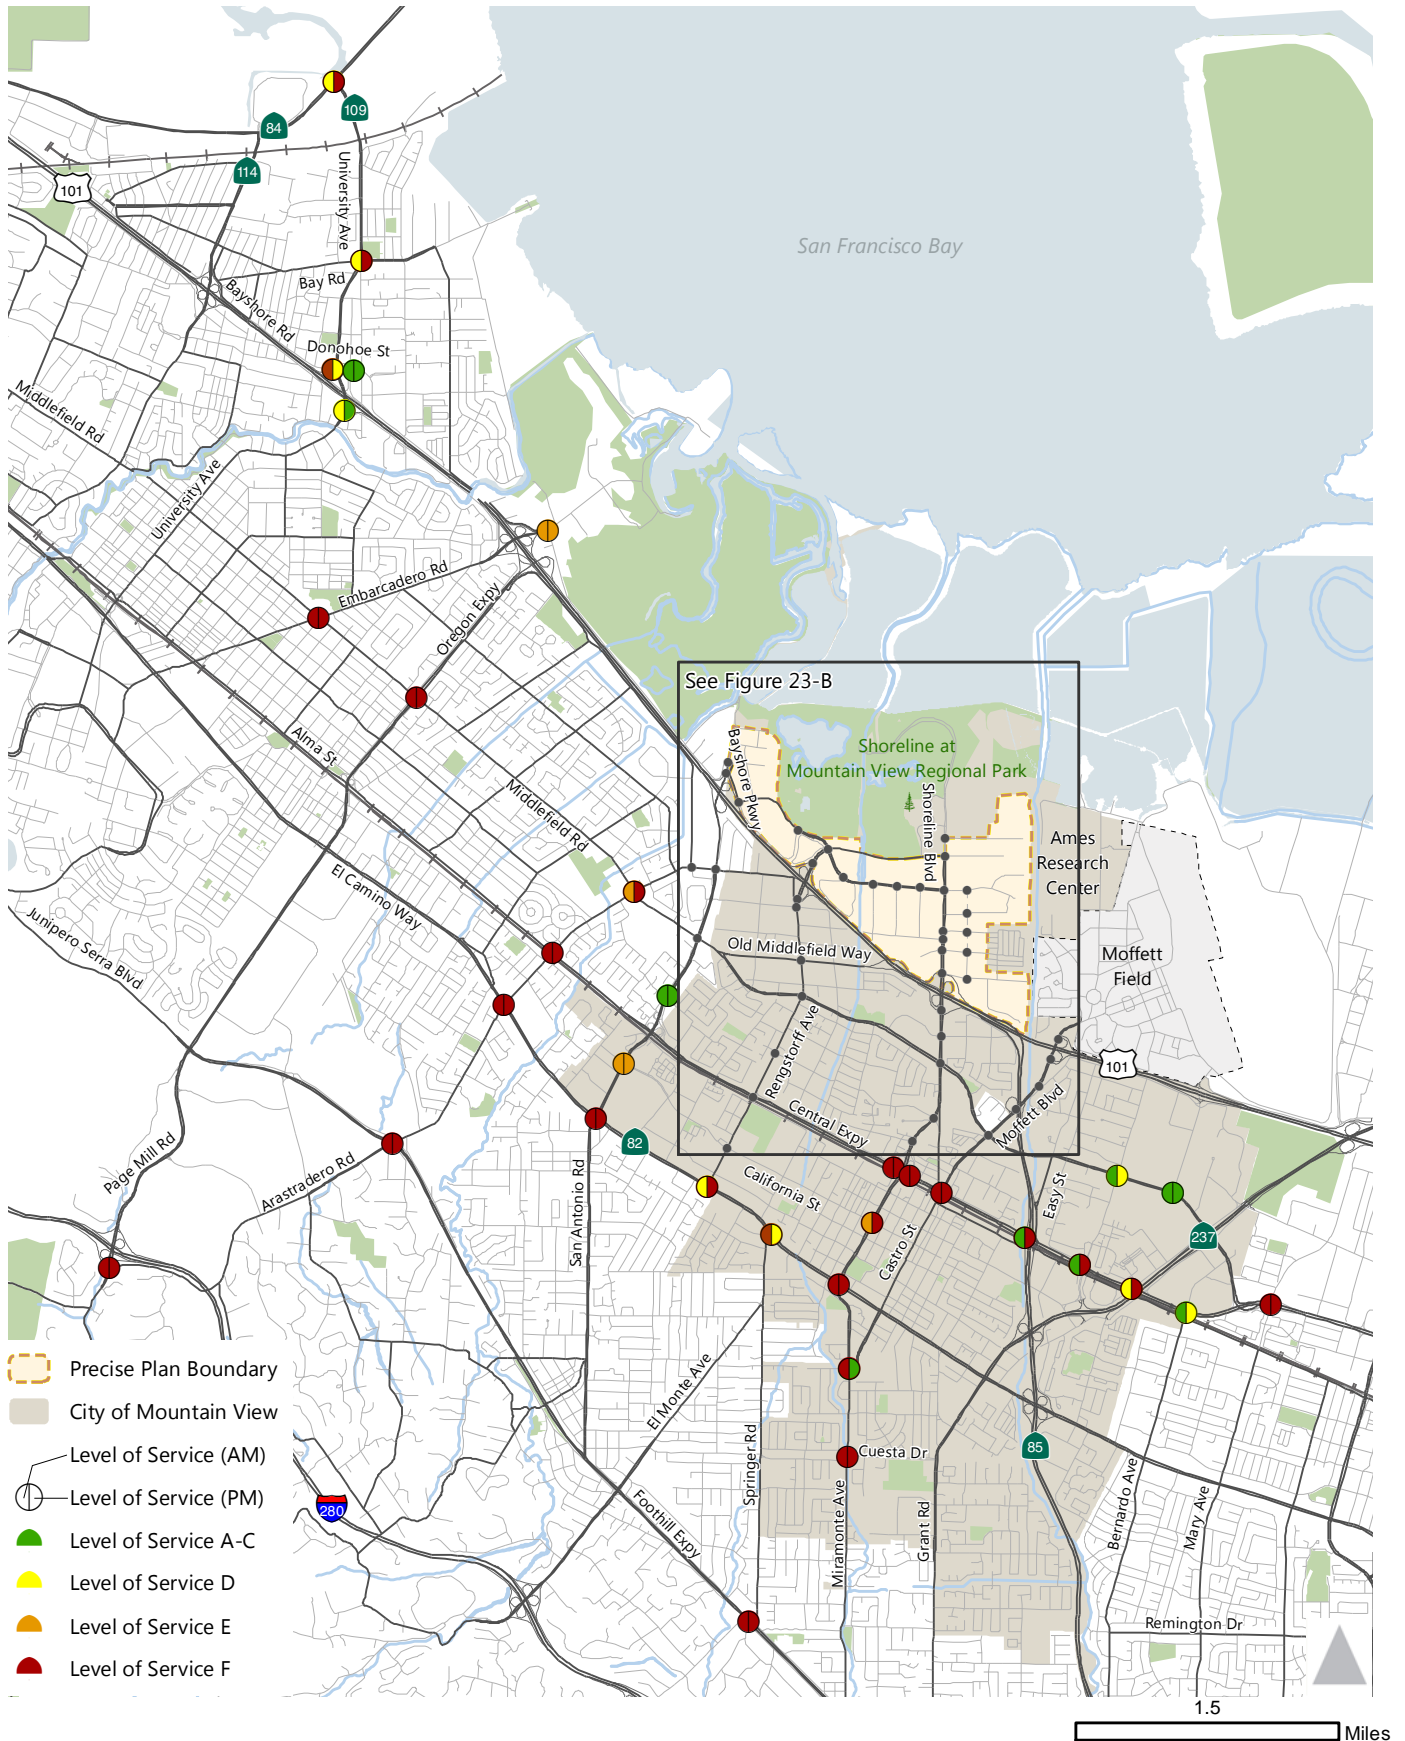 109
84
114
101
University Ave
San Francisco Bay
Bay Rd
Bayshore Rd
Donohoe St
Middlefield Rd
University Ave
Embarcadero Rd
Oregon Expy
See Figure 23-B
Alma St
Bayshore Pkwy
Shoreline at
Mountain View Regional Park
Shoreline Blvd
Middlefield Rd
Ames
Research
Center
El Camino Way
Junipero Serra Blvd
Old Middlefield Way
Moffett
Field
Rengstorff Ave
101
Central Expy
Moffett Blvd
82
Page Mill Rd
Arastradero Rd
San Antonio Rd
California St
Easy St
Castro St
237
Precise Plan Boundary
City of Mountain View
Level of Service (AM)
Level of Service (PM)
Level of Service A-C
Level of Service D
Level of Service E
Level of Service F
El Monte Ave
Springer Rd
Cuesta Dr
85
280
Foothill Expy
Miramonte Ave
Grant Rd
Bernardo Ave
Mary Ave
Remington Dr
1.5
Miles